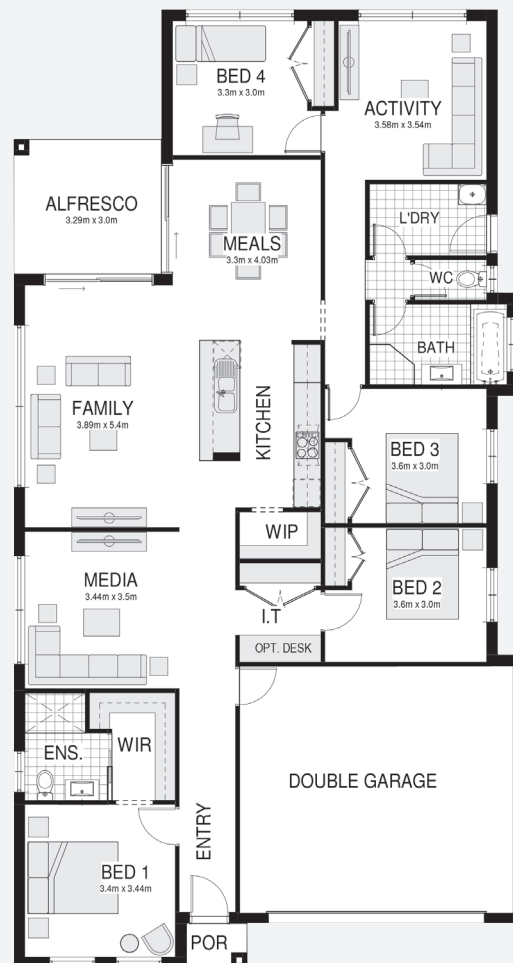 BED 4
3.3m x 3.0m
ACTIVITY
3.58m x 3.54m
ALFRESCO
3.29m x 3.0m
MEALS
3.3m x 4.03m
L'DRY
WC
BATH
FAMILY
3.89m x 5.4m
KITCHEN
BED 3
3.6m x 3.0m
WIP
MEDIA
3.44m x 3.5m
I.T
OPT. DESK
BED 2
3.6m x 3.0m
ENS.
WIR
DOUBLE GARAGE
ENTRY
BED 1
3.4m x 3.44m
POR